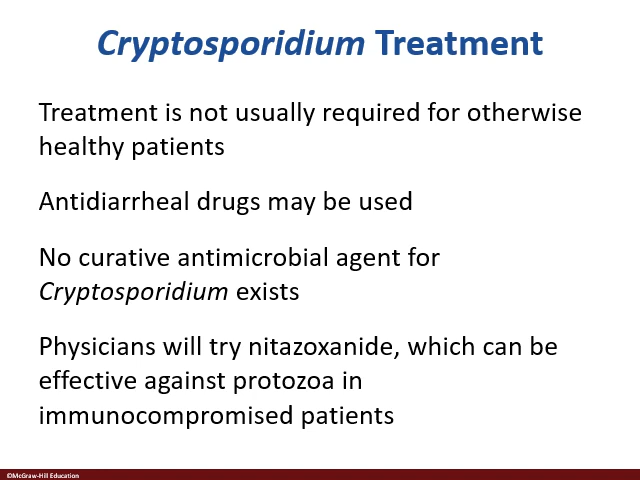 Cryptosporidium Treatment
Treatment is not usually required for otherwise
healthy patients
Antidiarrheal drugs may be used
No curative antimicrobial agent for
Cryptosporidium exists
Physicians will try nitazoxanide, which can be
effective against protozoa in
immunocompromised patients
©McGraw-Hill Education